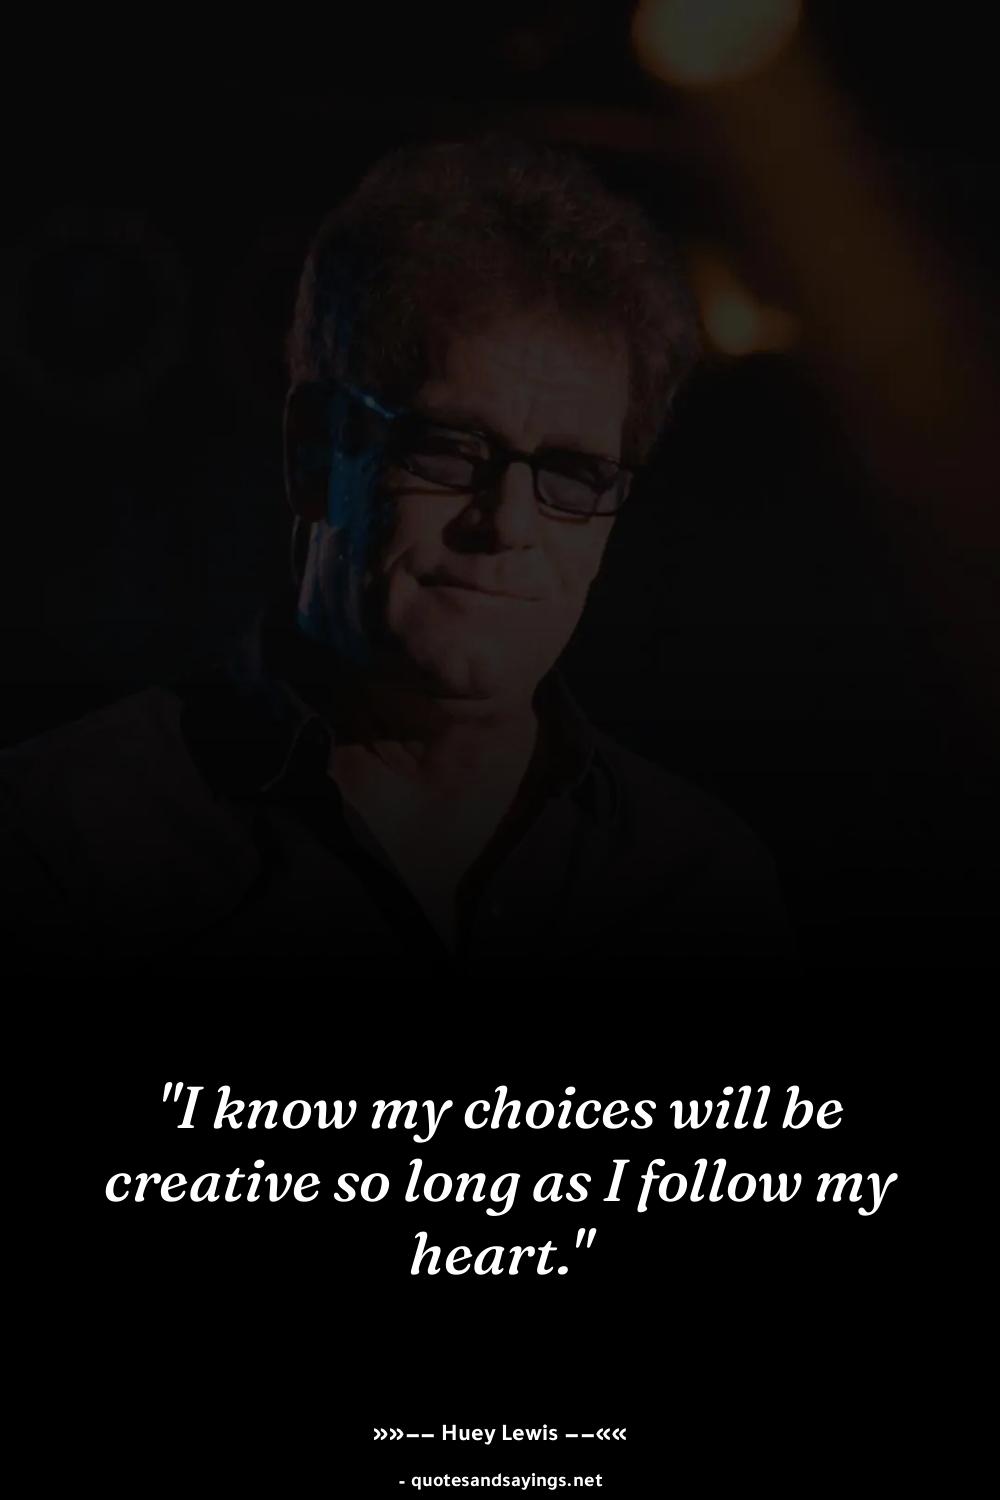 "I know my choices will be
creative so long as I follow my
heart."
»»–– Huey Lewis ––««
- quotesandsayings.net